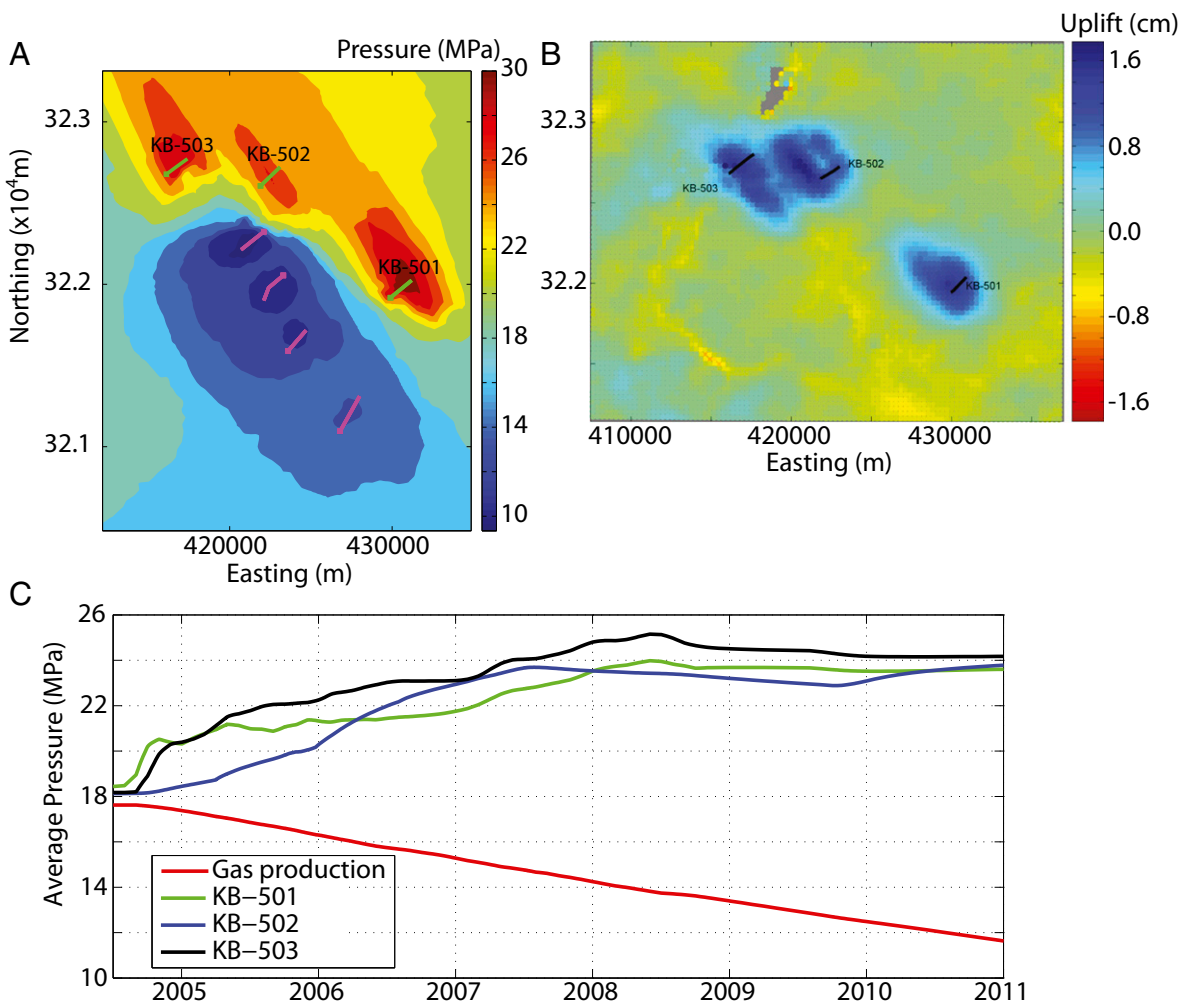 A
Pressure (MPa)
30
26
22
18
14
10
32.3
32.2
32.1
Northing (x10⁴m)
KB-503
KB-502
KB-501
420000
430000
Easting (m)
B
Uplift (cm)
1.6
0.8
0.0
-0.8
-1.6
32.3
32.2
KB-503
KB-502
KB-501
410000
420000
430000
Easting (m)
C
Average Pressure (MPa)
26
22
18
14
10
Gas production
KB−501
KB−502
KB−503
2005
2006
2007
2008
2009
2010
2011